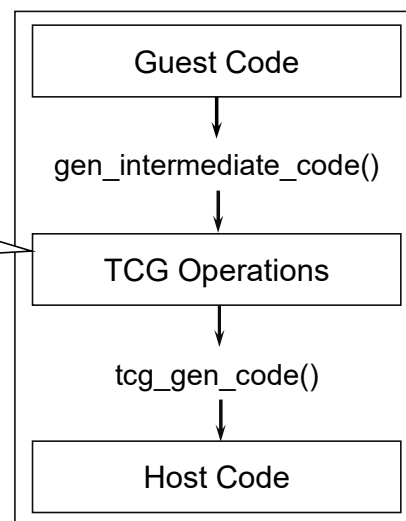 Guest Code
gen_intermediate_code()
TCG Operations
tcg_gen_code()
Host Code